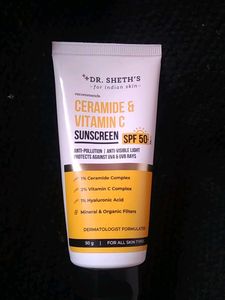 DR. SHETH'S
for indian skin
recommends
CERAMIDE &
VITAMIN C
SUNSCREEN
SPF 50+
ANTI-POLLUTION / ANTI-VISIBLE LIGHT
PROTECTS AGAINST UVA & UVB RAYS
1% Ceramide Complex
2% Vitamin C Complex
1% Hyaluronic Acid
Mineral & Organic Filters
DERMATOLOGIST FORMULATED
50 g FOR ALL SKIN TYPES